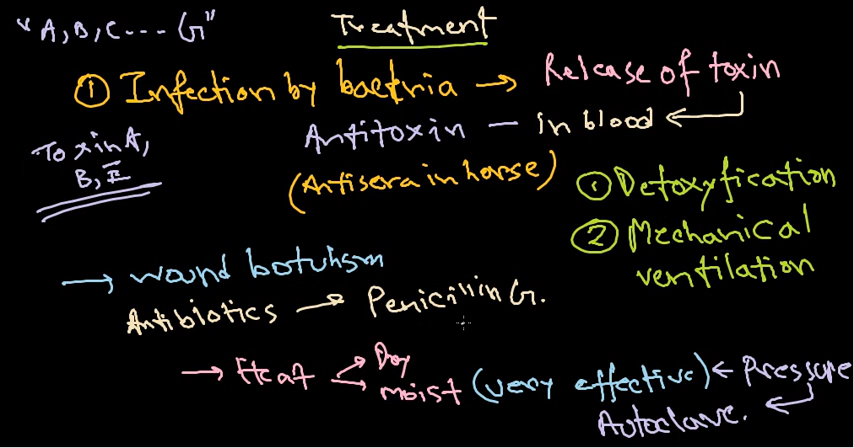 "A, B, C .... G"
Treatment
① Infection by bacteria → Release of toxin
Antitoxin — in blood ←
(Antisera in horse)
Toxin A,
B, E
① Detoxyfication
② Mechanical
ventilation
→ wound botulism
Antibiotics → Penicillin G.
→ Heat → Dry
→ moist (very effective) ← Pressure
Autoclave. ←